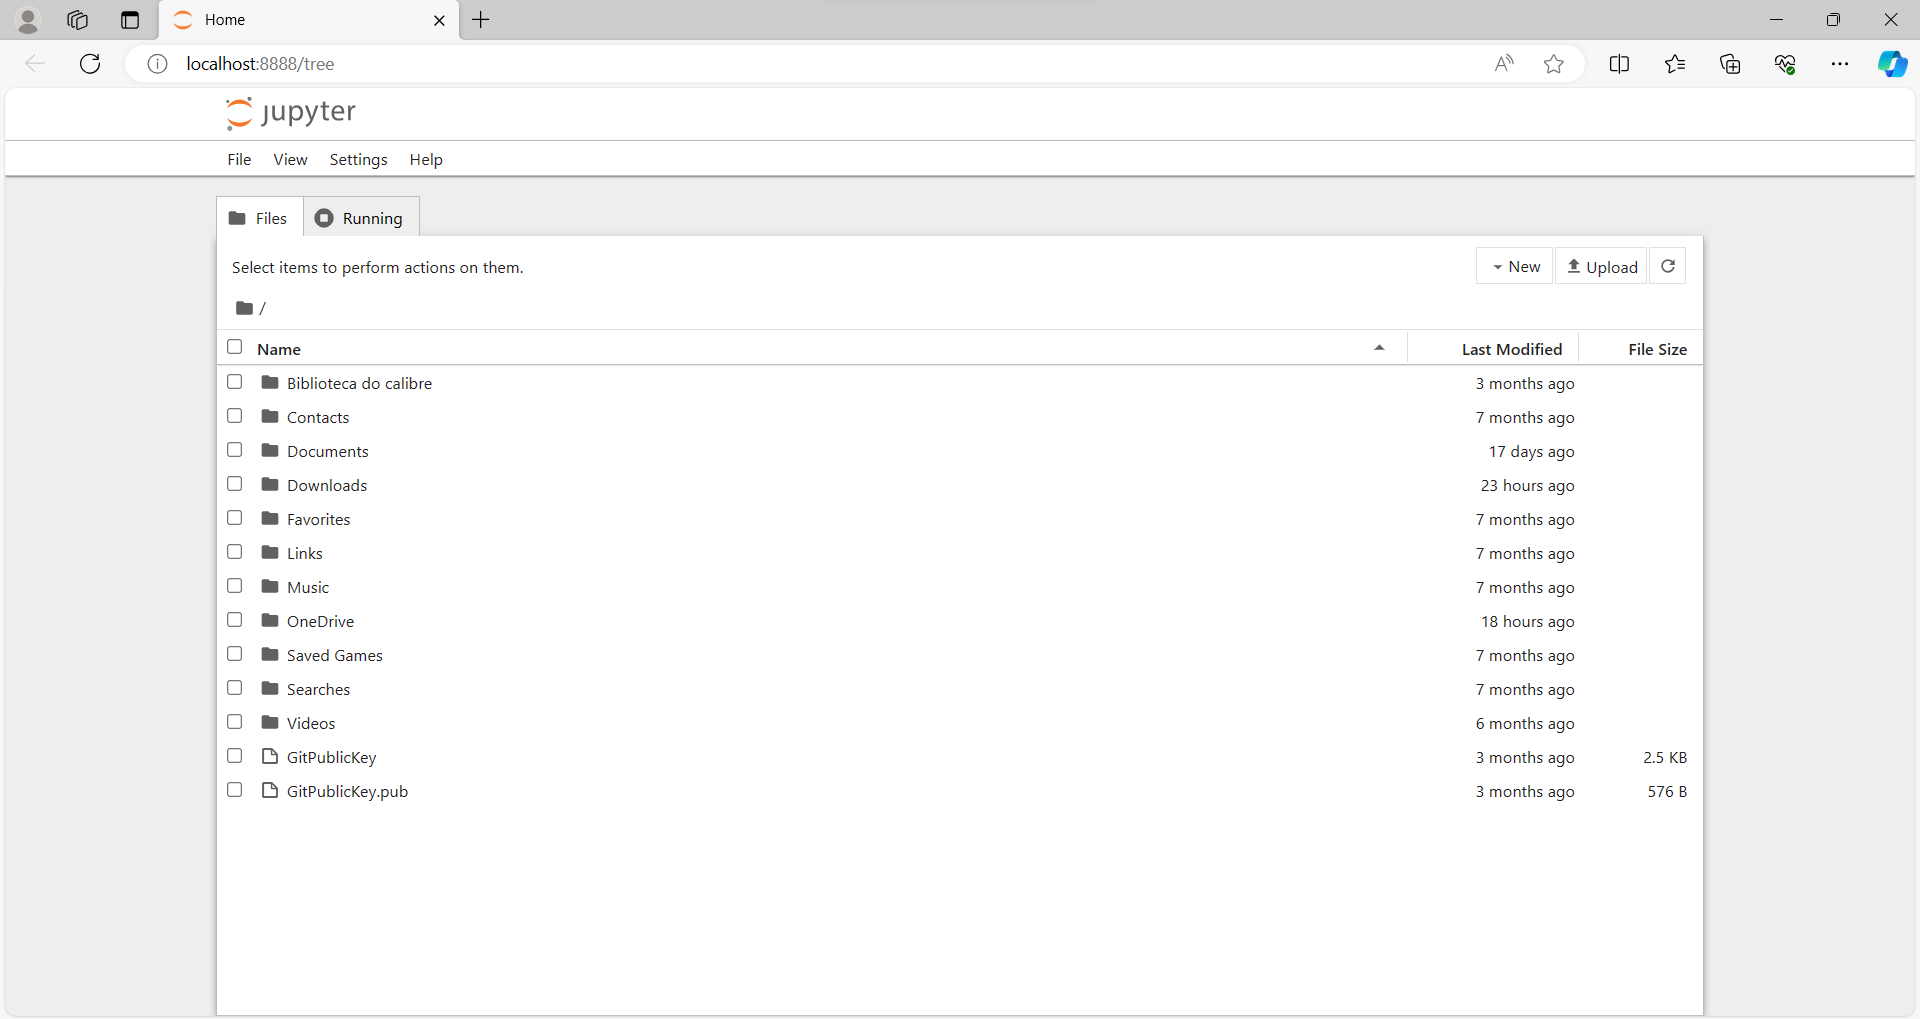 Home
localhost:8888/tree
jupyter
File View Settings Help
Files Running
Select items to perform actions on them. New Upload
/
Name Last Modified File Size
Biblioteca do calibre 3 months ago
Contacts 7 months ago
Documents 17 days ago
Downloads 23 hours ago
Favorites 7 months ago
Links 7 months ago
Music 7 months ago
OneDrive 18 hours ago
Saved Games 7 months ago
Searches 7 months ago
Videos 6 months ago
GitPublicKey 3 months ago 2.5 KB
GitPublicKey.pub 3 months ago 576 B